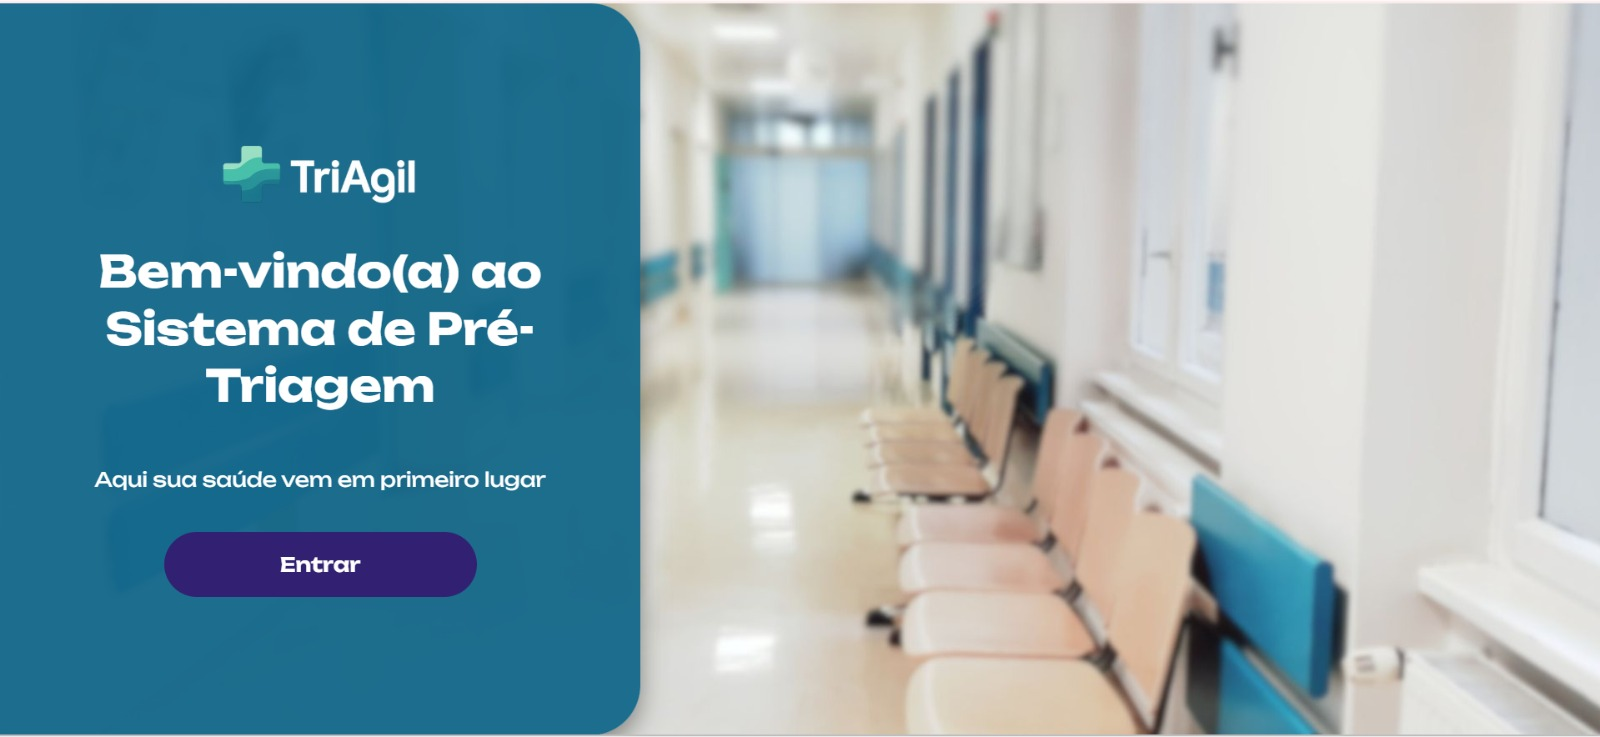 TriAgil
Bem-vindo(a) ao
Sistema de Pré-
Triagem
Aqui sua saúde vem em primeiro lugar
Entrar